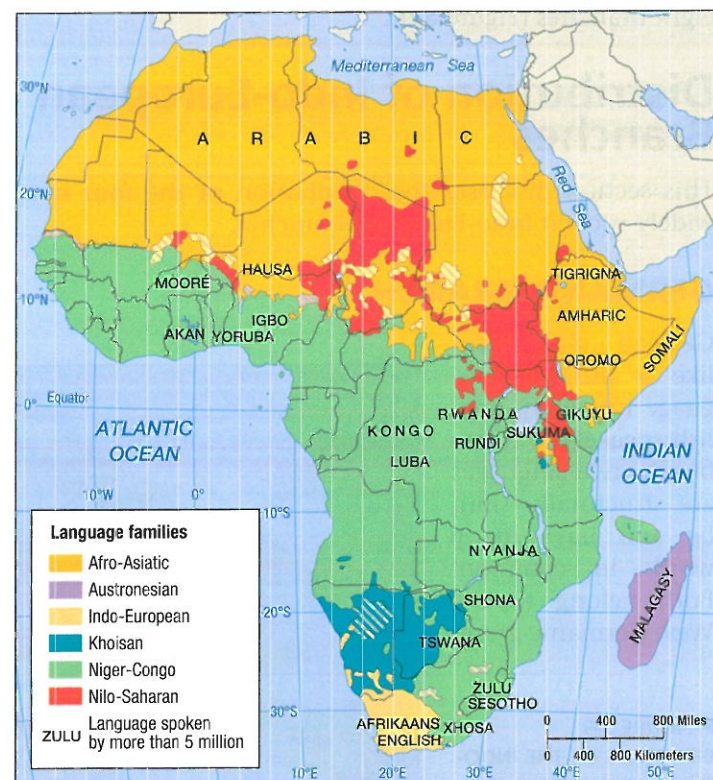 Mediterranean Sea
30°N
A R A B I C
20°N
Red Sea
HAUSA
TIGRIGNA
MOORÉ
10°N
AMHARIC
IGBO
AKAN
YORUBA
SOMALI
OROMO
Equator
0°
RWANDA
GIKUYU
ATLANTIC
OCEAN
KONGO
RUNDI
SUKUMA
INDIAN
OCEAN
LUBA
10°W
0°
10°S
NYANJA
SHONA
20°S
MALAGASY
TSWANA
ZULU
SESOTHO
30°S
AFRIKAANS
ENGLISH
XHOSA
10°E
20°E
30°E
40°E
50°E
Language families
Afro-Asiatic
Austronesian
Indo-European
Khoisan
Niger-Congo
Nilo-Saharan
ZULU Language spoken
by more than 5 million
0 400 800 Miles
0 400 800 Kilometers